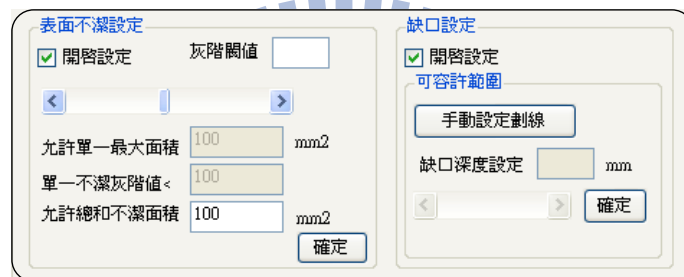 表面不潔設定
開啓設定 灰階閥值
允許單一最大面積 100 mm2
單一不潔灰階值< 100
允許總和不潔面積 100 mm2
確定
缺口設定
開啓設定
可容許範圍
手動設定劃線
缺口深度設定 mm
確定